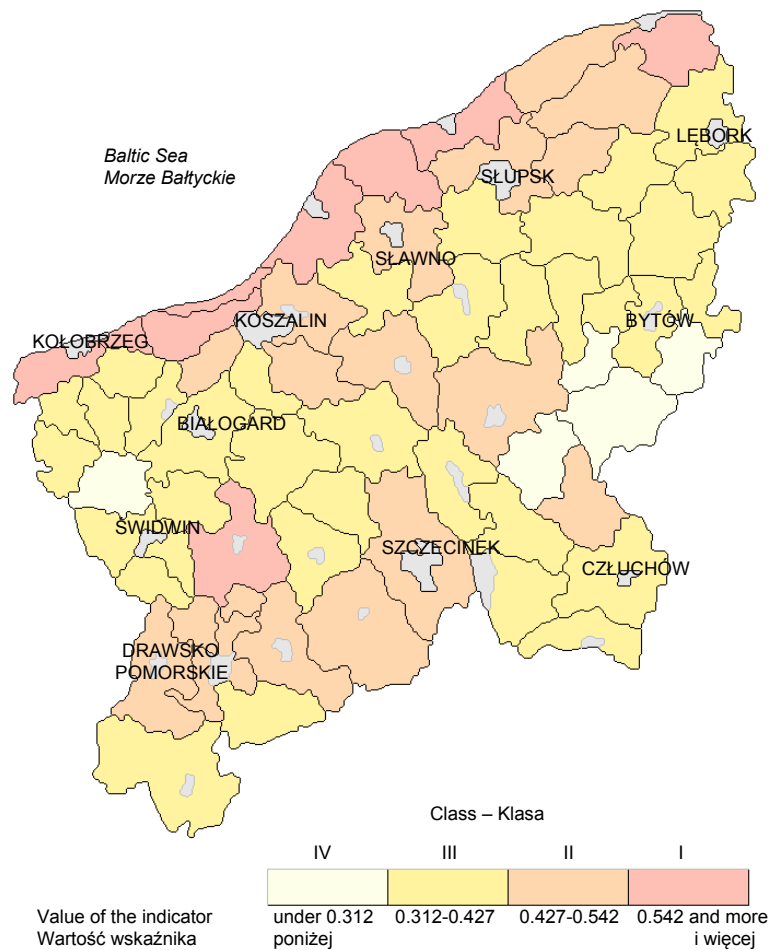 LĘBORK
Baltic Sea
Morze Bałtyckie
SŁUPSK
SŁAWNO
KOSZALIN
BYTÓW
KOŁOBRZEG
BIAŁOGARD
ŚWIDWIN
SZCZECINEK
CZŁUCHÓW
DRAWSKO
POMORSKIE
Class – Klasa
IV III II I
Value of the indicator under 0.312 0.312-0.427 0.427-0.542 0.542 and more
Wartość wskaźnika poniżej i więcej